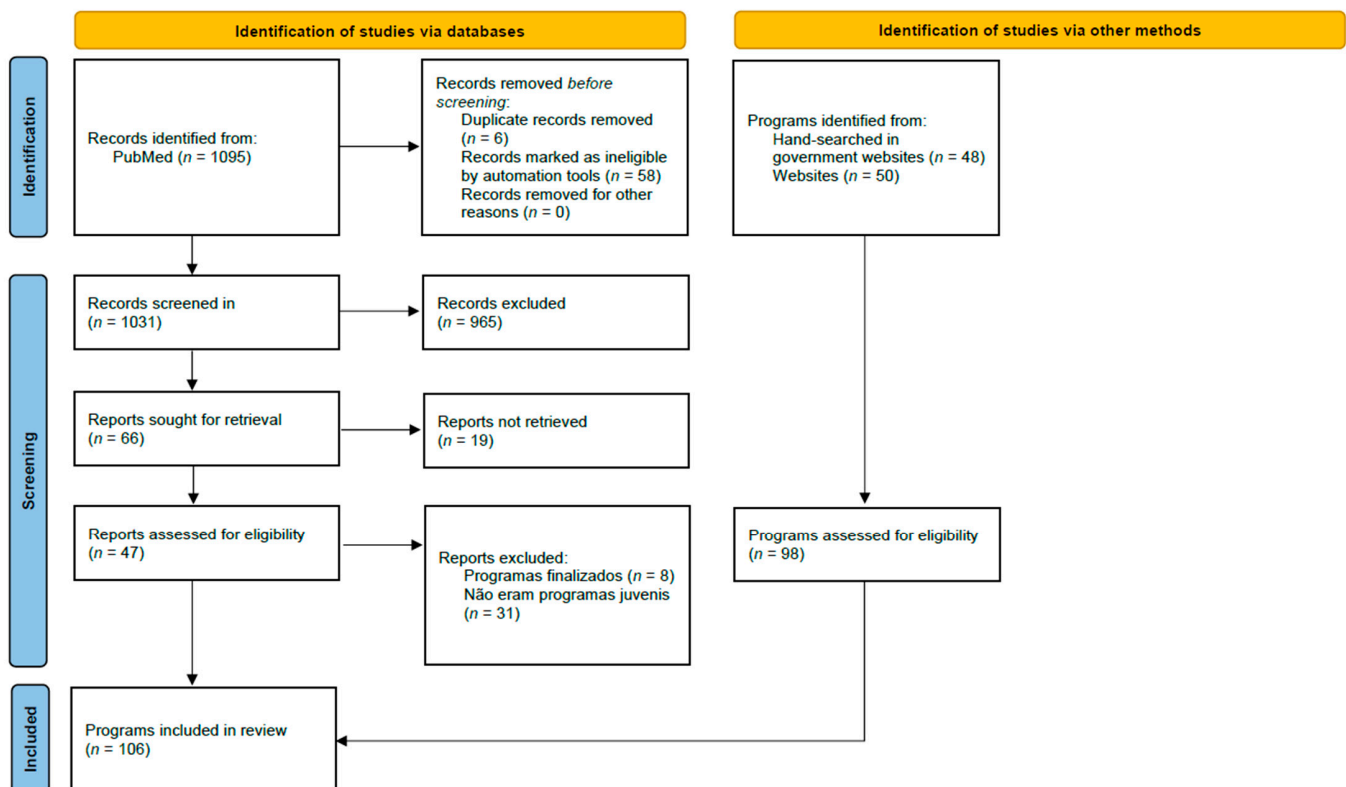 Identification of studies via databases
Identification of studies via other methods
Identification
Records identified from:
PubMed (n = 1095)
Records removed before
screening:
Duplicate records removed
(n = 6)
Records marked as ineligible
by automation tools (n = 58)
Records removed for other
reasons (n = 0)
Programs identified from:
Hand-searched in
government websites (n = 48)
Websites (n = 50)
Screening
Records screened in
(n = 1031)
Records excluded
(n = 965)
Reports sought for retrieval
(n = 66)
Reports not retrieved
(n = 19)
Reports assessed for eligibility
(n = 47)
Reports excluded:
Programas finalizados (n = 8)
Não eram programas juvenis
(n = 31)
Programs assessed for eligibility
(n = 98)
Included
Programs included in review
(n = 106)